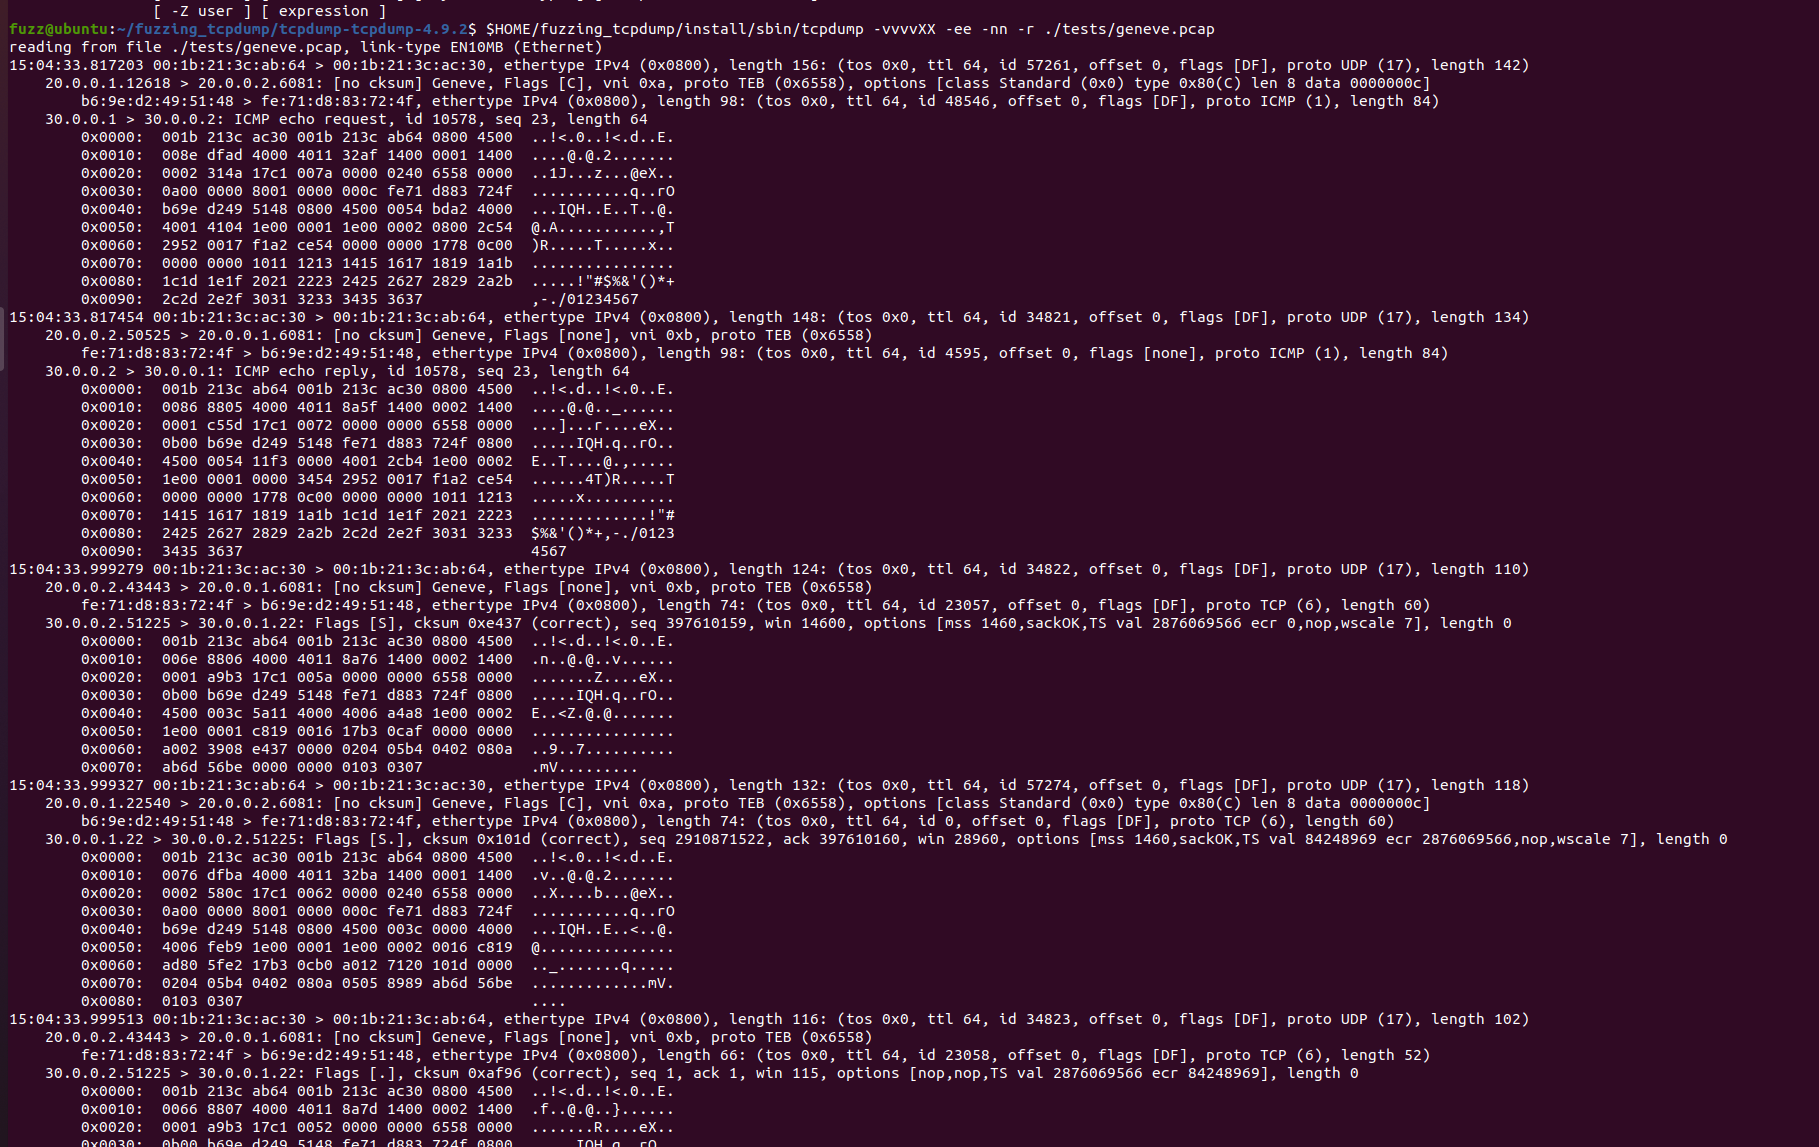 [ -Z user ] [ expression ]
fuzz@ubuntu:~/fuzzing_tcpdump/tcpdump-tcpdump-4.9.2$ $HOME/fuzzing_tcpdump/install/sbin/tcpdump -vvvvXX -ee -nn -r ./tests/geneve.pcap
reading from file ./tests/geneve.pcap, link-type EN10MB (Ethernet)
15:04:33.817203 00:1b:21:3c:ab:64 > 00:1b:21:3c:ac:30, ethertype IPv4 (0x0800), length 156: (tos 0x0, ttl 64, id 57261, offset 0, flags [DF], proto UDP (17), length 142)
20.0.0.1.12618 > 20.0.0.2.6081: [no cksum] Geneve, Flags [C], vni 0xa, proto TEB (0x6558), options [class Standard (0x0) type 0x80(C) len 8 data 0000000c]
b6:9e:d2:49:51:48 > fe:71:d8:83:72:4f, ethertype IPv4 (0x0800), length 98: (tos 0x0, ttl 64, id 48546, offset 0, flags [DF], proto ICMP (1), length 84)
30.0.0.1 > 30.0.0.2: ICMP echo request, id 10578, seq 23, length 64
0x0000:  001b 213c ac30 001b 213c ab64 0800 4500  ..!<.0..!<.d..E.
0x0010:  008e dfad 4000 4011 32af 1400 0001 1400  ....@.@.2.......
0x0020:  0002 314a 17c1 007a 0000 0240 6558 0000  ..1J...z...@eX..
0x0030:  0a00 0000 8001 0000 000c fe71 d883 724f  ...........q..rO
0x0040:  b69e d249 5148 0800 4500 0054 bda2 4000  ...IQH..E..T..@.
0x0050:  4001 4104 1e00 0001 1e00 0002 0800 2c54  @.A...........,T
0x0060:  2952 0017 f1a2 ce54 0000 0000 1778 0c00  )R.....T.....x..
0x0070:  0000 0000 1011 1213 1415 1617 1819 1a1b  ................
0x0080:  1c1d 1e1f 2021 2223 2425 2627 2829 2a2b  .....!"#$%&'()*+
0x0090:  2c2d 2e2f 3031 3233 3435 3637            ,-./01234567
15:04:33.817454 00:1b:21:3c:ac:30 > 00:1b:21:3c:ab:64, ethertype IPv4 (0x0800), length 148: (tos 0x0, ttl 64, id 34821, offset 0, flags [DF], proto UDP (17), length 134)
20.0.0.2.50525 > 20.0.0.1.6081: [no cksum] Geneve, Flags [none], vni 0xb, proto TEB (0x6558)
fe:71:d8:83:72:4f > b6:9e:d2:49:51:48, ethertype IPv4 (0x0800), length 98: (tos 0x0, ttl 64, id 4595, offset 0, flags [none], proto ICMP (1), length 84)
30.0.0.2 > 30.0.0.1: ICMP echo reply, id 10578, seq 23, length 64
0x0000:  001b 213c ab64 001b 213c ac30 0800 4500  ..!<.d..!<.0..E.
0x0010:  0086 8805 4000 4011 8a5f 1400 0002 1400  ....@.@.._......
0x0020:  0001 c55d 17c1 0072 0000 0000 6558 0000  ...]...r....eX..
0x0030:  0b00 b69e d249 5148 fe71 d883 724f 0800  .....IQH.q..rO..
0x0040:  4500 0054 11f3 0000 4001 2cb4 1e00 0002  E..T....@.,.....
0x0050:  1e00 0001 0000 3454 2952 0017 f1a2 ce54  ......4T)R.....T
0x0060:  0000 0000 1778 0c00 0000 0000 1011 1213  .....x..........
0x0070:  1415 1617 1819 1a1b 1c1d 1e1f 2021 2223  .............!"#
0x0080:  2425 2627 2829 2a2b 2c2d 2e2f 3031 3233  $%&'()*+,-./0123
0x0090:  3435 3637                                4567
15:04:33.999279 00:1b:21:3c:ac:30 > 00:1b:21:3c:ab:64, ethertype IPv4 (0x0800), length 124: (tos 0x0, ttl 64, id 34822, offset 0, flags [DF], proto UDP (17), length 110)
20.0.0.2.43443 > 20.0.0.1.6081: [no cksum] Geneve, Flags [none], vni 0xb, proto TEB (0x6558)
fe:71:d8:83:72:4f > b6:9e:d2:49:51:48, ethertype IPv4 (0x0800), length 74: (tos 0x0, ttl 64, id 23057, offset 0, flags [DF], proto TCP (6), length 60)
30.0.0.2.51225 > 30.0.0.1.22: Flags [S], cksum 0xe437 (correct), seq 397610159, win 14600, options [mss 1460,sackOK,TS val 2876069566 ecr 0,nop,wscale 7], length 0
0x0000:  001b 213c ab64 001b 213c ac30 0800 4500  ..!<.d..!<.0..E.
0x0010:  006e 8806 4000 4011 8a76 1400 0002 1400  .n..@.@..v......
0x0020:  0001 a9b3 17c1 005a 0000 0000 6558 0000  .......Z....eX..
0x0030:  0b00 b69e d249 5148 fe71 d883 724f 0800  .....IQH.q..rO..
0x0040:  4500 003c 5a11 4000 4006 a4a8 1e00 0002  E..<Z.@.@.......
0x0050:  1e00 0001 c819 0016 17b3 0caf 0000 0000  ................
0x0060:  a002 3908 e437 0000 0204 05b4 0402 080a  ..9..7..........
0x0070:  ab6d 56be 0000 0000 0103 0307            .mV.........
15:04:33.999327 00:1b:21:3c:ab:64 > 00:1b:21:3c:ac:30, ethertype IPv4 (0x0800), length 132: (tos 0x0, ttl 64, id 57274, offset 0, flags [DF], proto UDP (17), length 118)
20.0.0.1.22540 > 20.0.0.2.6081: [no cksum] Geneve, Flags [C], vni 0xa, proto TEB (0x6558), options [class Standard (0x0) type 0x80(C) len 8 data 0000000c]
b6:9e:d2:49:51:48 > fe:71:d8:83:72:4f, ethertype IPv4 (0x0800), length 74: (tos 0x0, ttl 64, id 0, offset 0, flags [DF], proto TCP (6), length 60)
30.0.0.1.22 > 30.0.0.2.51225: Flags [S.], cksum 0x101d (correct), seq 2910871522, ack 397610160, win 28960, options [mss 1460,sackOK,TS val 84248969 ecr 2876069566,nop,wscale 7], length 0
0x0000:  001b 213c ac30 001b 213c ab64 0800 4500  ..!<.0..!<.d..E.
0x0010:  0076 dfba 4000 4011 32ba 1400 0001 1400  .v..@.@.2.......
0x0020:  0002 580c 17c1 0062 0000 0240 6558 0000  ..X....b...@eX..
0x0030:  0a00 0000 8001 0000 000c fe71 d883 724f  ...........q..rO
0x0040:  b69e d249 5148 0800 4500 003c 0000 4000  ...IQH..E..<..@.
0x0050:  4006 feb9 1e00 0001 1e00 0002 0016 c819  @...............
0x0060:  ad80 5fe2 17b3 0cb0 a012 7120 101d 0000  .._.......q.....
0x0070:  0204 05b4 0402 080a 0505 8989 ab6d 56be  .............mV.
0x0080:  0103 0307                                ....
15:04:33.999513 00:1b:21:3c:ac:30 > 00:1b:21:3c:ab:64, ethertype IPv4 (0x0800), length 116: (tos 0x0, ttl 64, id 34823, offset 0, flags [DF], proto UDP (17), length 102)
20.0.0.2.43443 > 20.0.0.1.6081: [no cksum] Geneve, Flags [none], vni 0xb, proto TEB (0x6558)
fe:71:d8:83:72:4f > b6:9e:d2:49:51:48, ethertype IPv4 (0x0800), length 66: (tos 0x0, ttl 64, id 23058, offset 0, flags [DF], proto TCP (6), length 52)
30.0.0.2.51225 > 30.0.0.1.22: Flags [.], cksum 0xaf96 (correct), seq 1, ack 1, win 115, options [nop,nop,TS val 2876069566 ecr 84248969], length 0
0x0000:  001b 213c ab64 001b 213c ac30 0800 4500  ..!<.d..!<.0..E.
0x0010:  0066 8807 4000 4011 8a7d 1400 0002 1400  .f..@.@..}......
0x0020:  0001 a9b3 17c1 0052 0000 0000 6558 0000  .......R....eX..
0x0030:  0b00 b69e d249 5148 fe71 d883 724f 0800  .....IQH.q..rO..